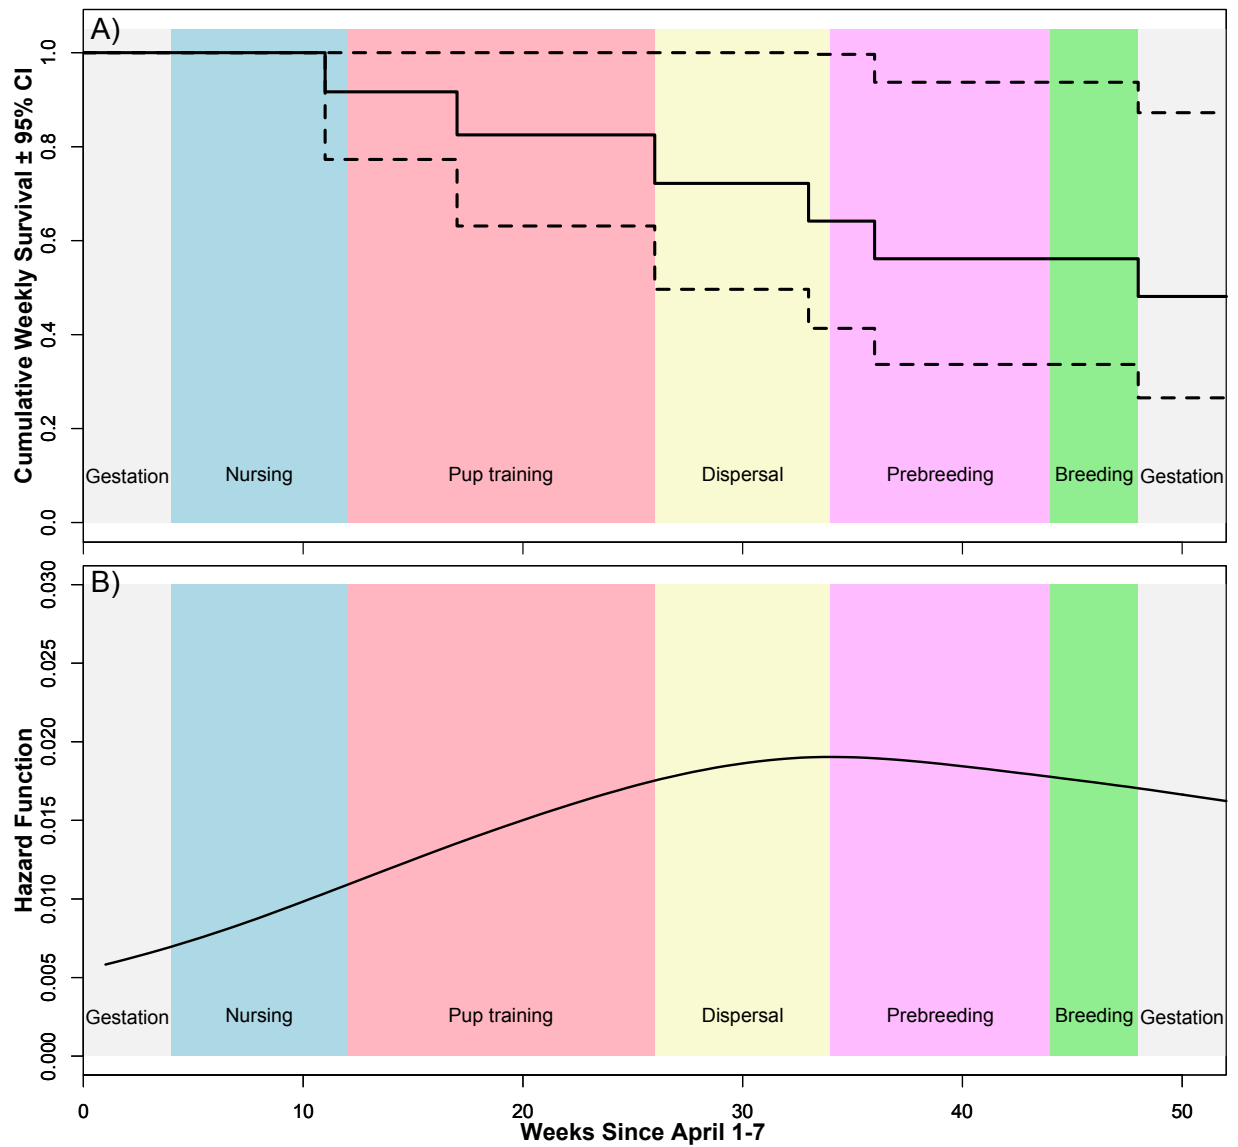 A)
Cumulative Weekly Survival ± 95% CI
1.0
0.8
0.6
0.4
0.2
0.0
Gestation Nursing Pup training Dispersal Prebreeding Breeding Gestation
B)
Hazard Function
0.030
0.025
0.020
0.015
0.010
0.005
0.000
Gestation Nursing Pup training Dispersal Prebreeding Breeding Gestation
0 10 20 30 40 50
Weeks Since April 1-7